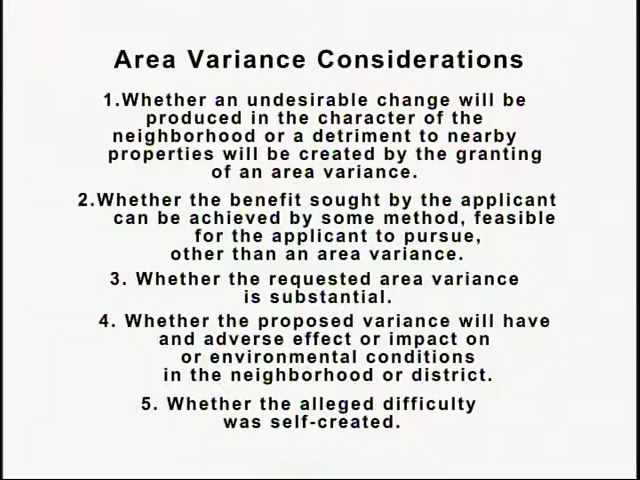 Area Variance Considerations
1.Whether an undesirable change will be
produced in the character of the
neighborhood or a detriment to nearby
properties will be created by the granting
of an area variance.
2.Whether the benefit sought by the applicant
can be achieved by some method, feasible
for the applicant to pursue,
other than an area variance.
3. Whether the requested area variance
is substantial.
4. Whether the proposed variance will have
and adverse effect or impact on
or environmental conditions
in the neighborhood or district.
5. Whether the alleged difficulty
was self-created.